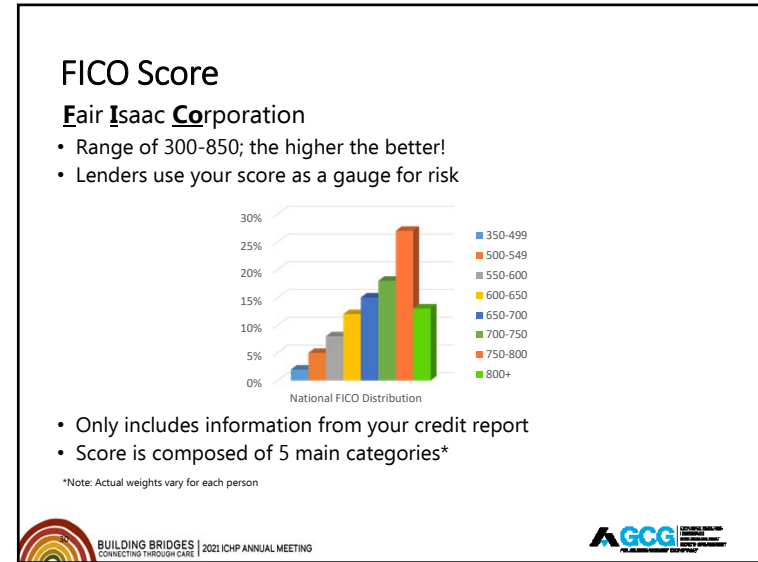 FICO Score
Fair Isaac Corporation
• Range of 300-850; the higher the better!
• Lenders use your score as a gauge for risk
30%
25%
20%
15%
10%
5%
0%
National FICO Distribution
350-499
500-549
550-600
600-650
650-700
700-750
750-800
800+
• Only includes information from your credit report
• Score is composed of 5 main categories*
*Note: Actual weights vary for each person
30
BUILDING BRIDGES | 2021 ICHP ANNUAL MEETING
CONNECTING THROUGH CARE
GCG